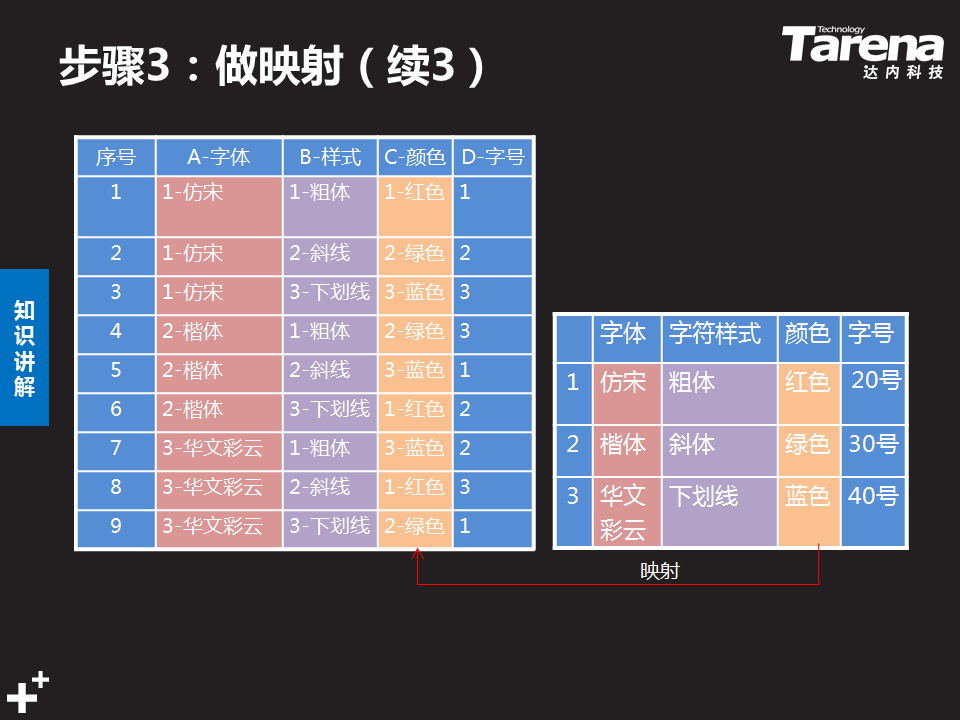 步骤3：做映射（续3）
Technology
Tarena
达内科技
知识讲解
序号 A-字体 B-样式 C-颜色 D-字号
1 1-仿宋 1-粗体 1-红色 1
2 1-仿宋 2-斜线 2-绿色 2
3 1-仿宋 3-下划线 3-蓝色 3
4 2-楷体 1-粗体 2-绿色 3
5 2-楷体 2-斜线 3-蓝色 1
6 2-楷体 3-下划线 1-红色 2
7 3-华文彩云 1-粗体 3-蓝色 2
8 3-华文彩云 2-斜线 1-红色 3
9 3-华文彩云 3-下划线 2-绿色 1
字体 字符样式 颜色 字号
1 仿宋 粗体 红色 20号
2 楷体 斜体 绿色 30号
3 华文 下划线 蓝色 40号
彩云
映射